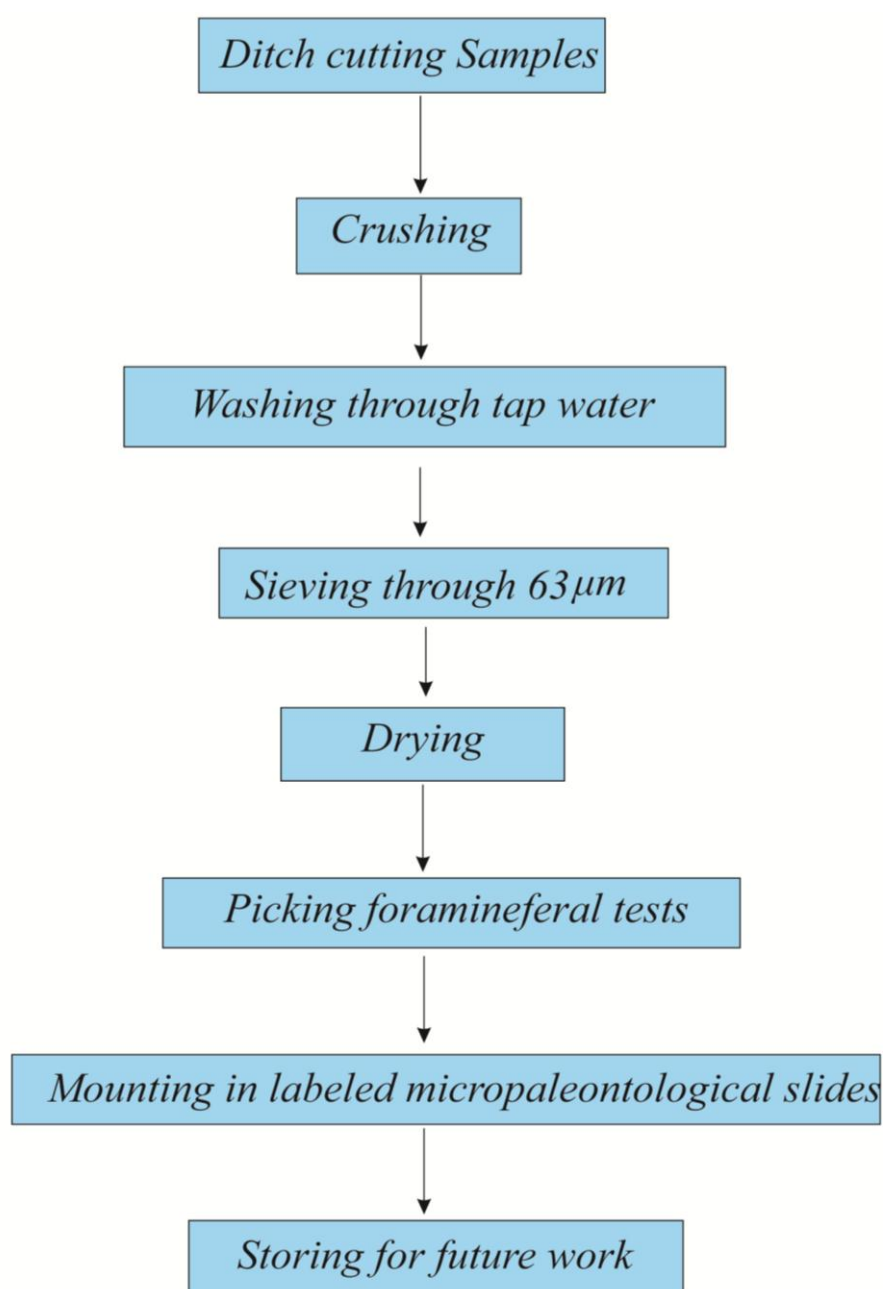 Ditch cutting Samples
Crushing
Washing through tap water
Sieving through 63μm
Drying
Picking foramineferal tests
Mounting in labeled micropaleontological slides
Storing for future work